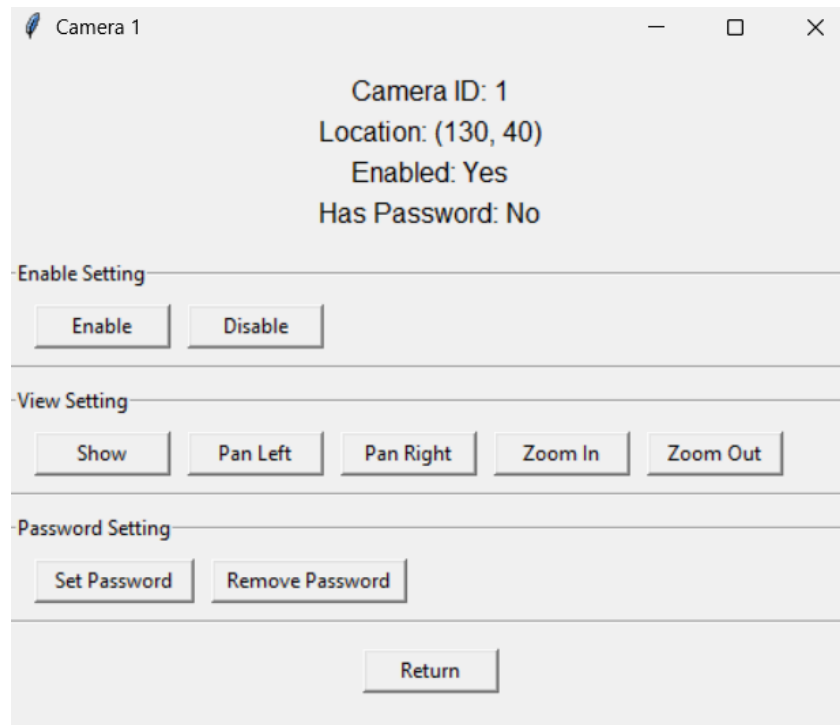 Camera 1
Camera ID: 1
Location: (130, 40)
Enabled: Yes
Has Password: No
Enable Setting
Enable Disable
View Setting
Show Pan Left Pan Right Zoom In Zoom Out
Password Setting
Set Password Remove Password
Return